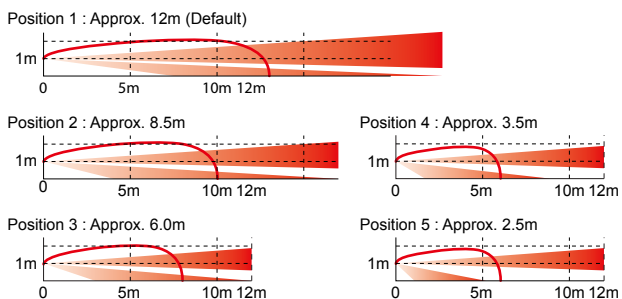 Position 1 : Approx. 12m (Default)
1m
0 5m 10m 12m
Position 2 : Approx. 8.5m
1m
0 5m 10m 12m
Position 3 : Approx. 6.0m
1m
0 5m 10m 12m
Position 4 : Approx. 3.5m
1m
0 5m 10m 12m
Position 5 : Approx. 2.5m
1m
0 5m 10m 12m